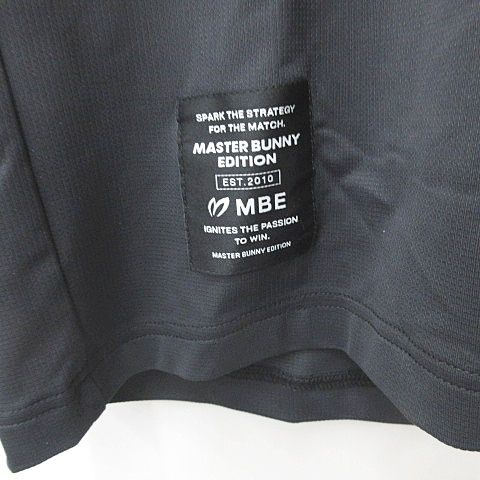 SPARK THE STRATEGY
FOR THE MATCH.
MASTER BUNNY
EDITION
EST.2010
MBE
IGNITES THE PASSION
TO WIN.
MASTER BUNNY EDITION